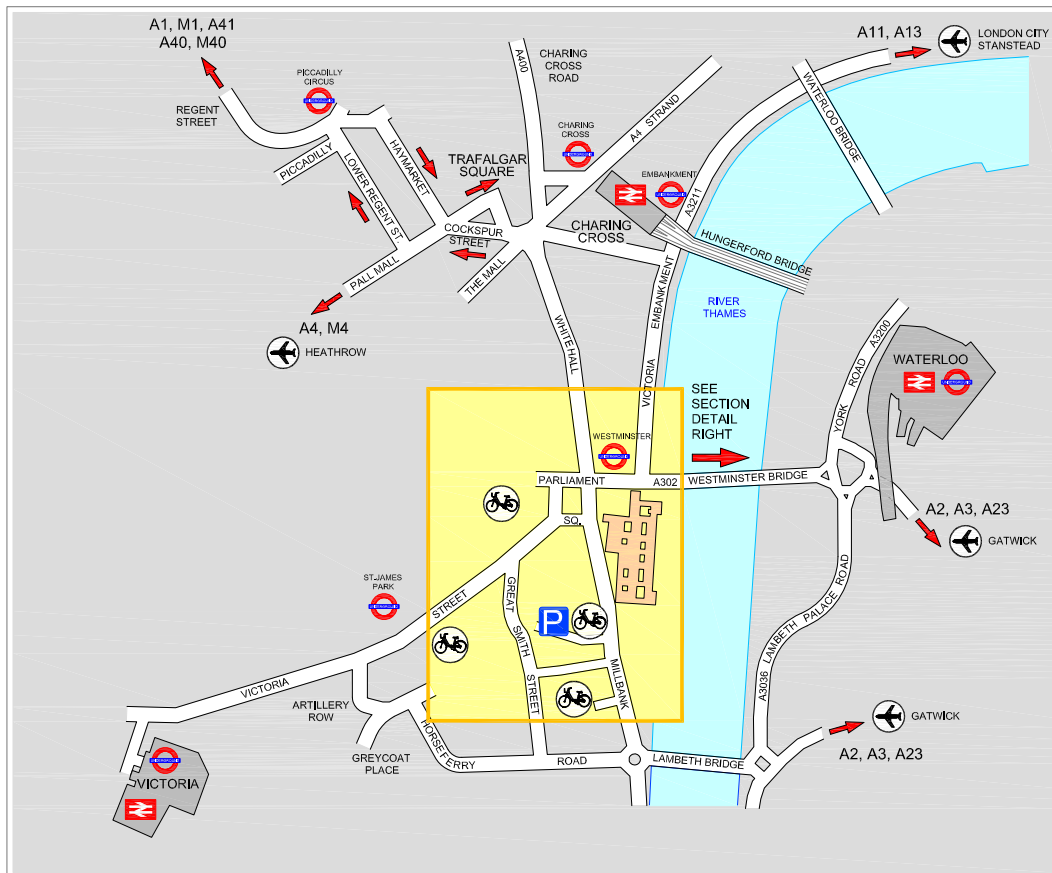 A1, M1, A41
A40, M40
PICCADILLY
CIRCUS
REGENT
STREET
A400
CHARING
CROSS
ROAD
A11, A13
LONDON CITY
STANSTEAD
WATERLOO BRIDGE
PICCADILLY
LOWER REGENT ST.
HAYMARKET
TRAFALGAR
SQUARE
CHARING
CROSS
A4 STRAND
EMBANKMENT
A3211
CHARING
CROSS
HUNGERFORD BRIDGE
COCKSPUR
STREET
PALL MALL
THE MALL
A4, M4
HEATHROW
WHITEHALL
VICTORIA EMBANKMENT
RIVER
THAMES
YORK ROAD A3200
WATERLOO
SEE
SECTION
DETAIL
RIGHT
WESTMINSTER
PARLIAMENT
SQ.
A302
WESTMINSTER BRIDGE
A2, A3, A23
GATWICK
ST.JAMES
PARK
VICTORIA STREET
GREAT SMITH STREET
P
MILLBANK
A3036 LAMBETH PALACE ROAD
ARTILLERY
ROW
GREYCOAT
PLACE
HORSEFERRY ROAD
LAMBETH BRIDGE
GATWICK
A2, A3, A23
VICTORIA